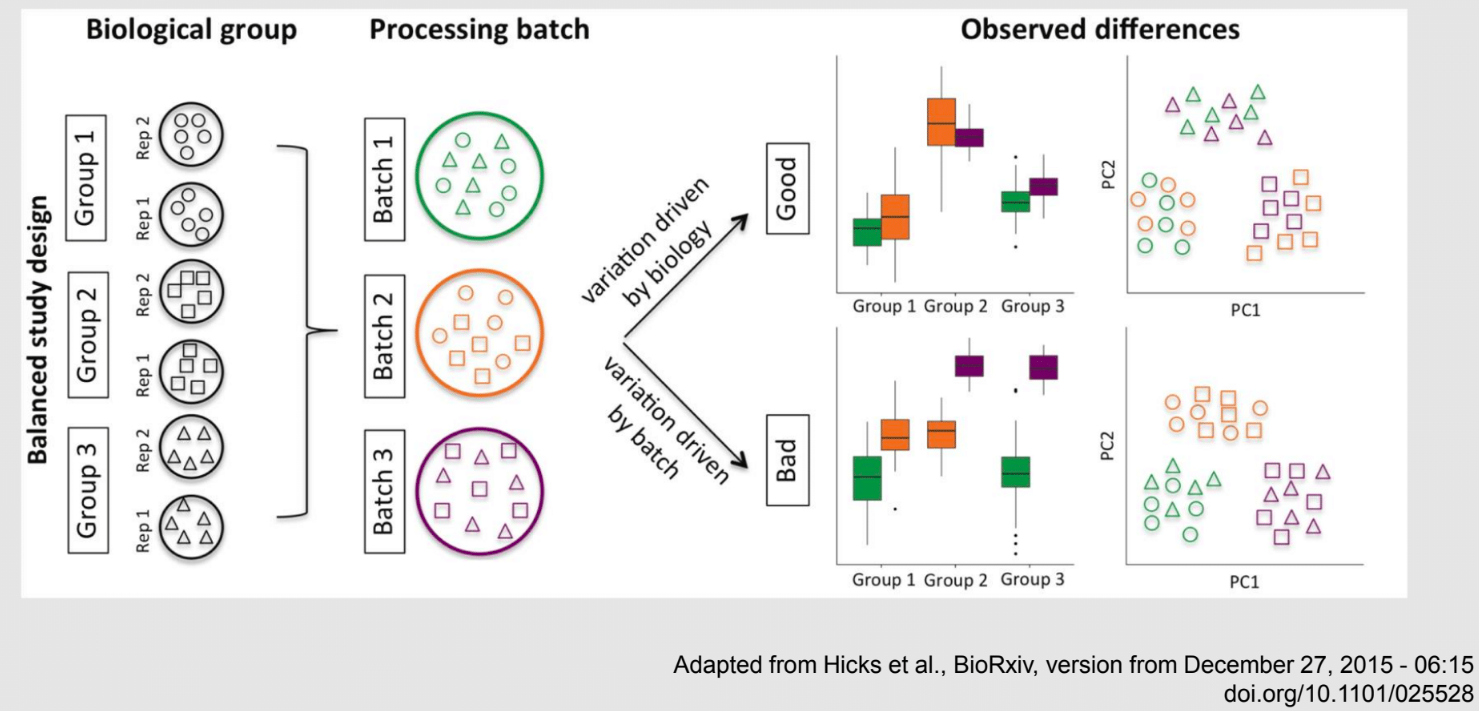 Biological group
Processing batch
Observed differences
Balanced study design
Group 1
Rep 2
Rep 1
Group 2
Rep 2
Rep 1
Group 3
Rep 2
Rep 1
Batch 1
Batch 2
Batch 3
variation driven
by biology
variation driven
by batch
Good
Group 1 Group 2 Group 3
PC2
PC1
Bad
Group 1 Group 2 Group 3
PC2
PC1
Adapted from Hicks et al., BioRxiv, version from December 27, 2015 - 06:15
doi.org/10.1101/025528